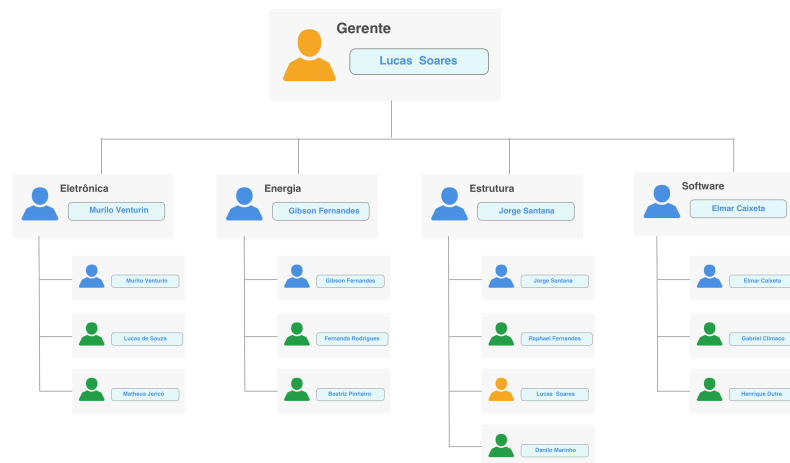 Gerente
Lucas Soares
Eletrônica
Murilo Venturin
Energia
Gibson Fernandes
Estrutura
Jorge Santana
Software
Elmar Caixeta
Murilo Venturin
Lucas de Souza
Matheus Jericó
Gibson Fernandes
Fernanda Rodrigues
Beatriz Pinheiro
Jorge Santana
Raphael Fernandes
Lucas Soares
Danilo Marinho
Elmar Caixeta
Gabriel Climaco
Henrique Dutra